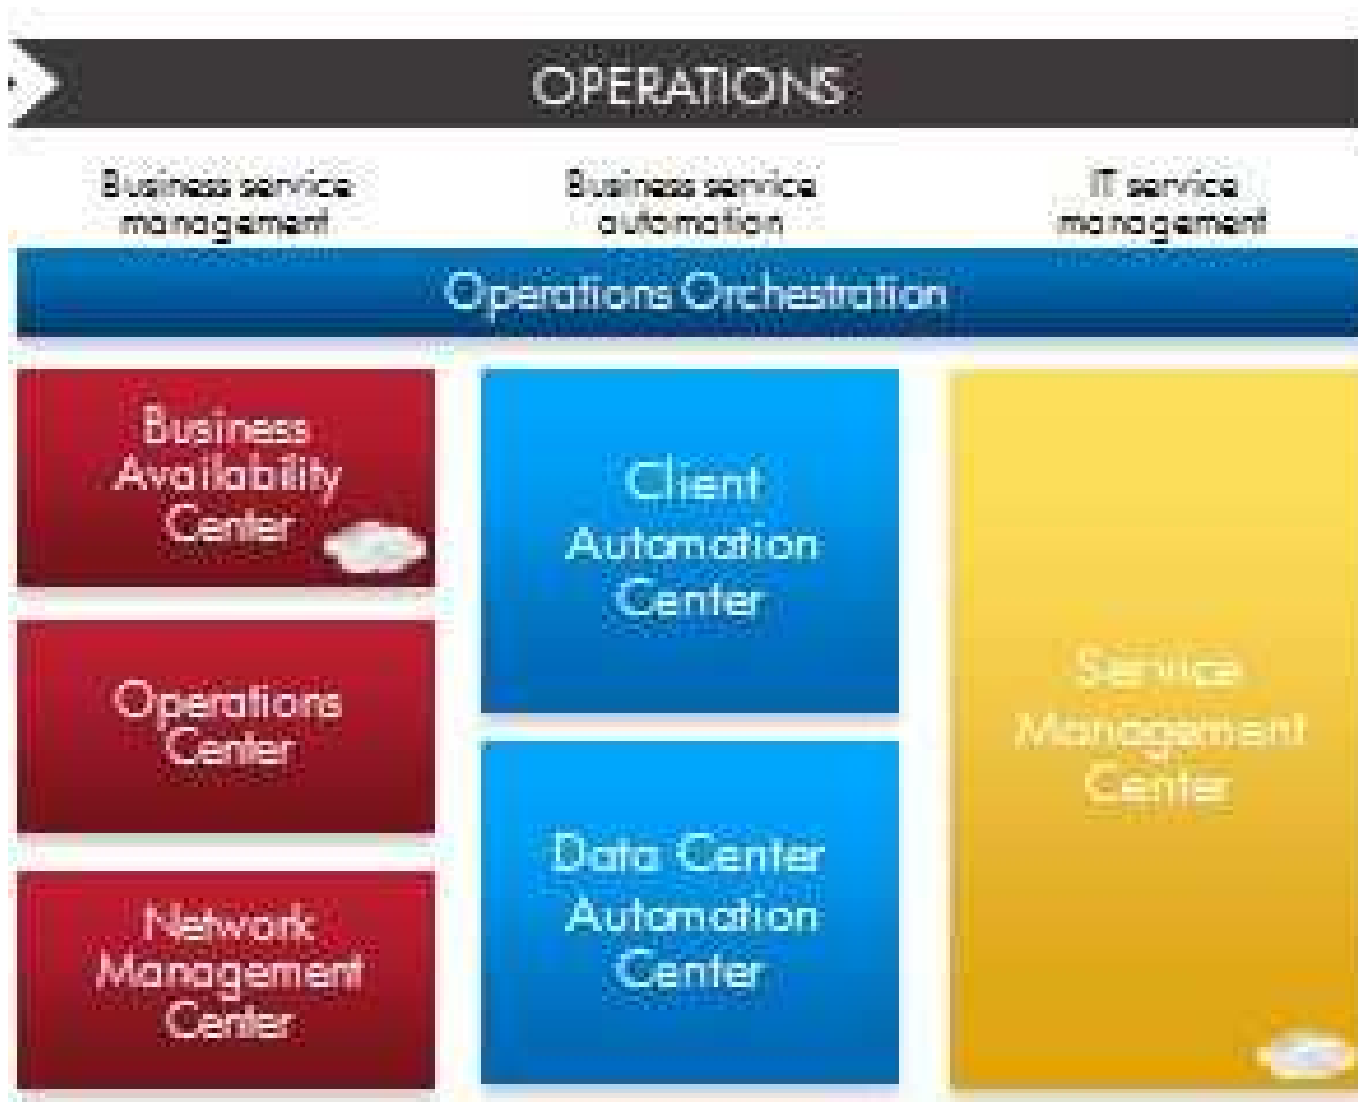 OPERATIONS
Business service
management
Business service
automation
IT service
management
Operations Orchestration
Business
Availability
Center
Operations
Center
Network
Management
Center
Client
Automation
Center
Data Center
Automation
Center
Service
Management
Center